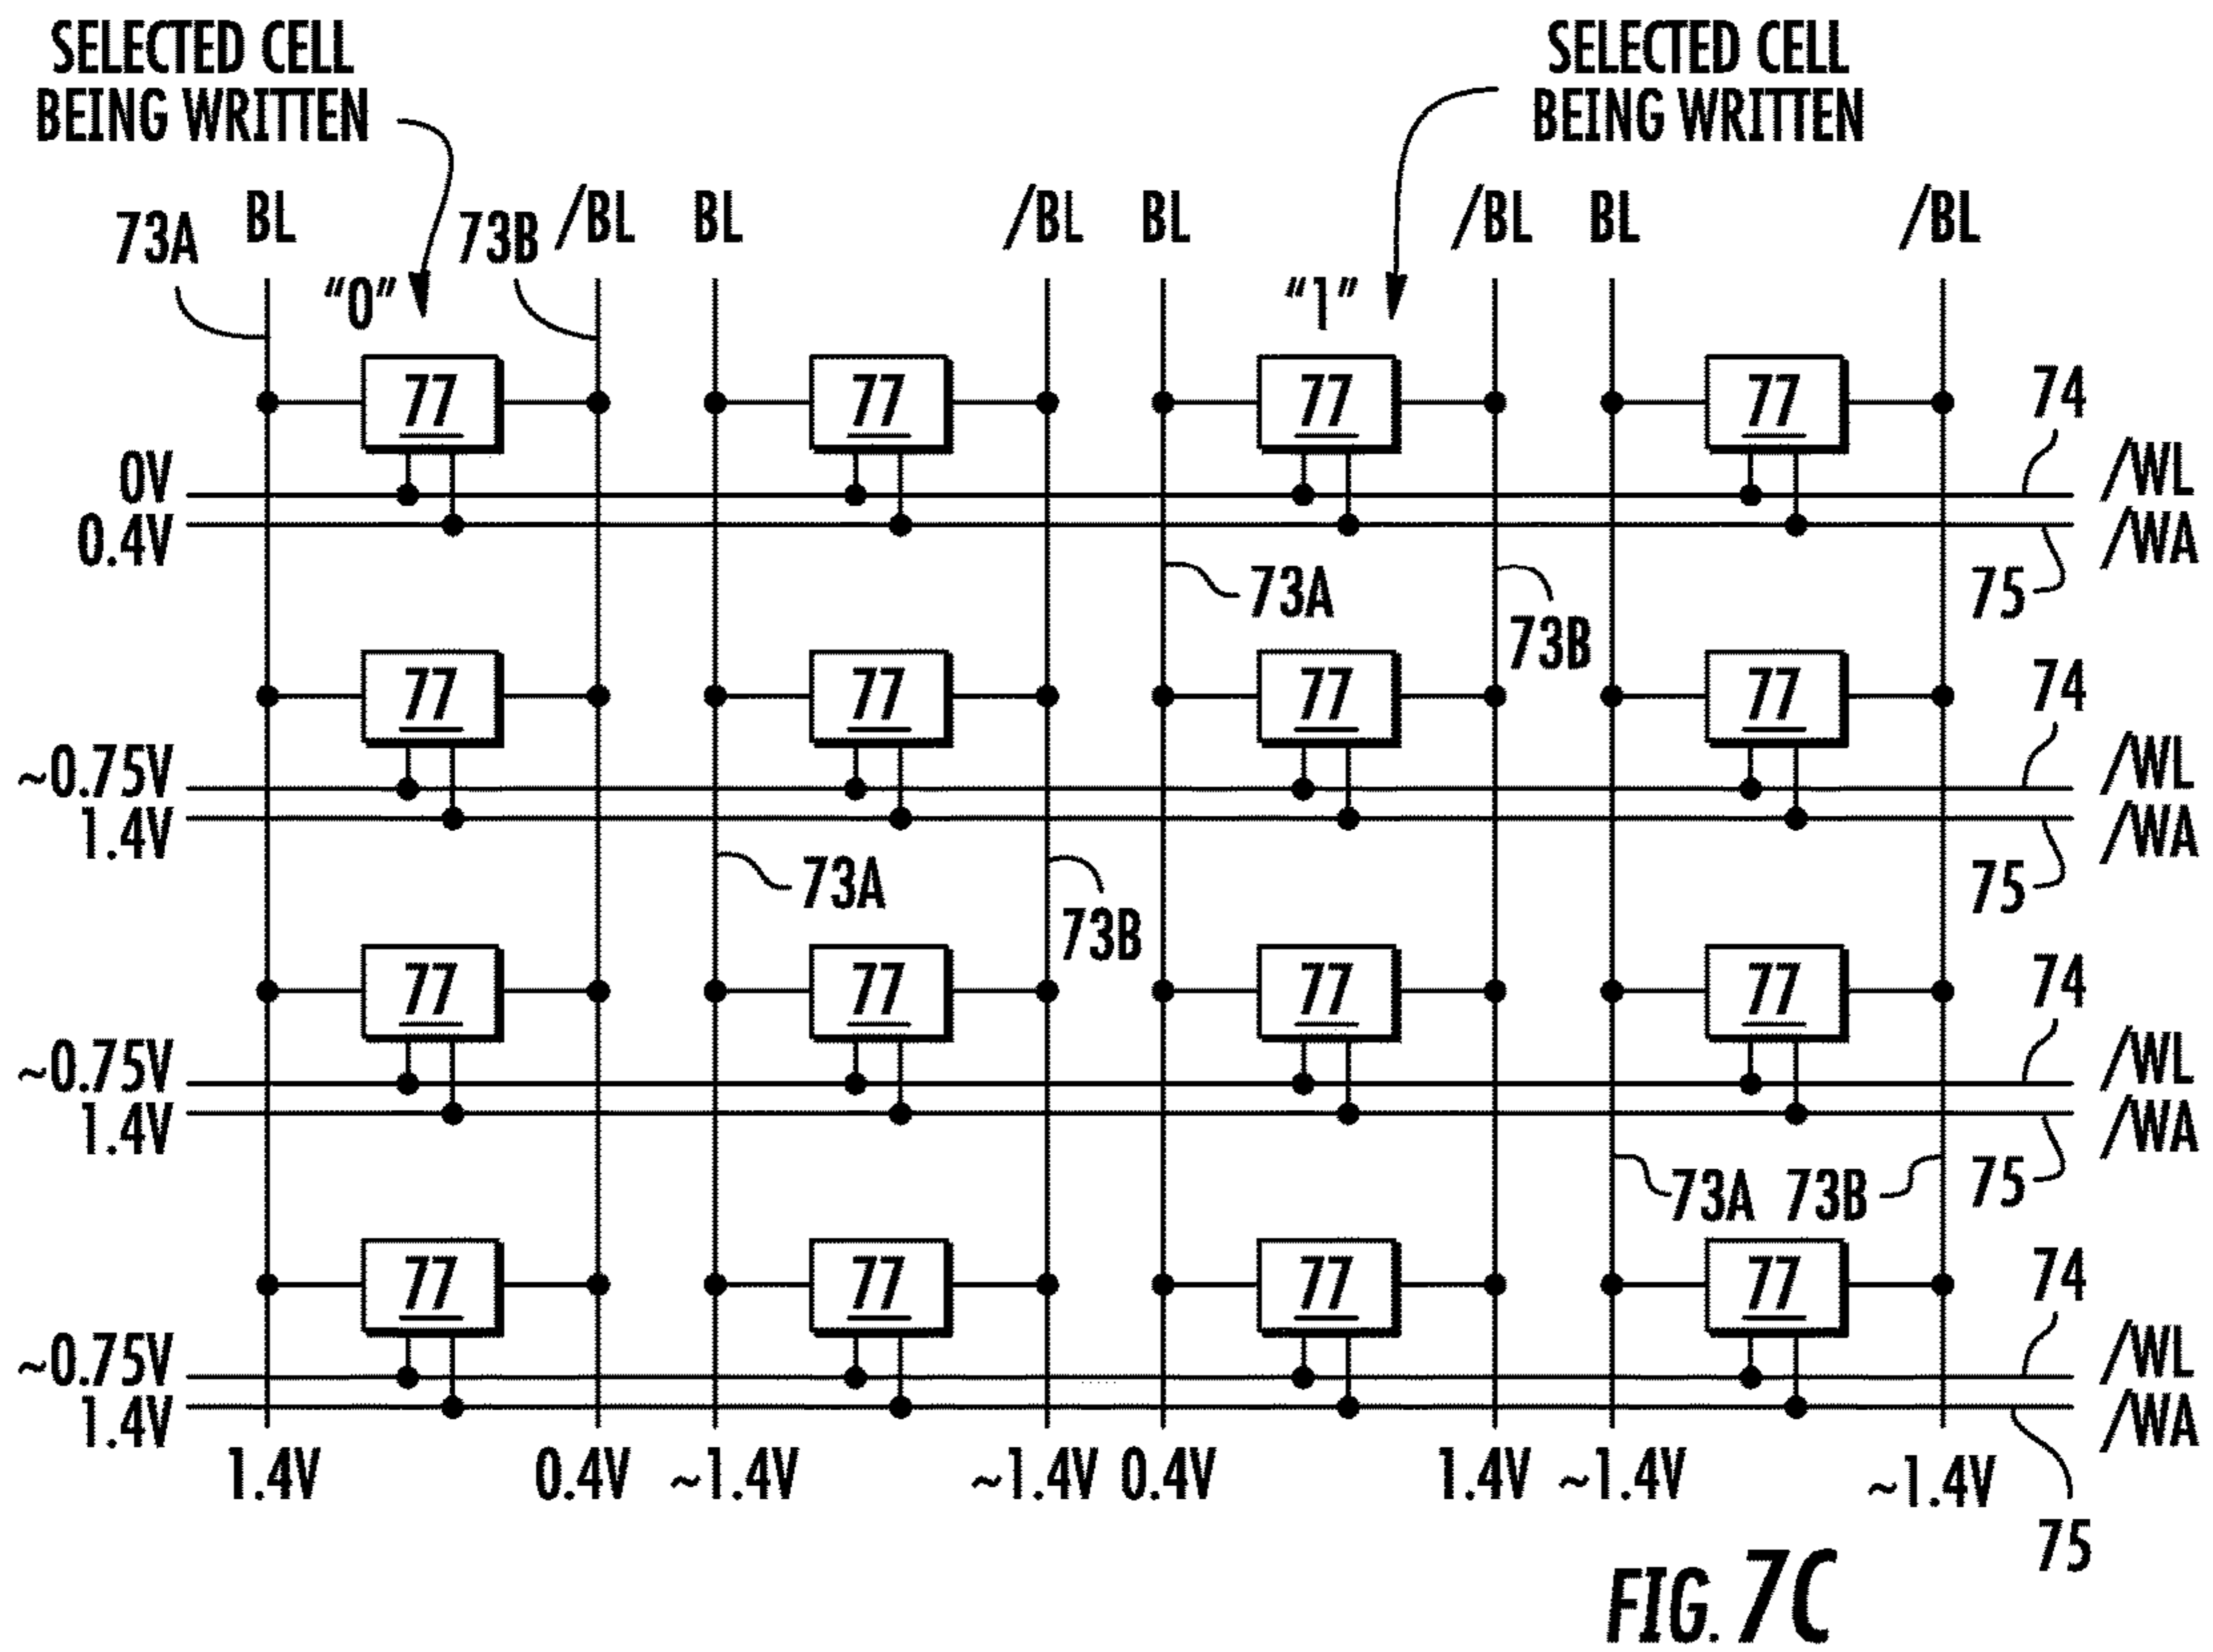 SELECTED CELL SELECTED CELL
BEING WRITTEN BEING WRITTEN
73A BL 73B /BL BL /BL BL /BL BL /BL
“0” “1”
77 77 77 77 74
0V /WL
0.4V /WA
73A 75
73B
77 77 77 77 74
~0.75V /WL
1.4V /WA
73A 75
73B
77 77 77 77 74
~0.75V /WL
1.4V /WA
73A 73B 75
77 77 77 77 74
~0.75V /WL
1.4V /WA
1.4V 0.4V ~1.4V ~1.4V 0.4V 1.4V ~1.4V ~1.4V
75
FIG. 7C